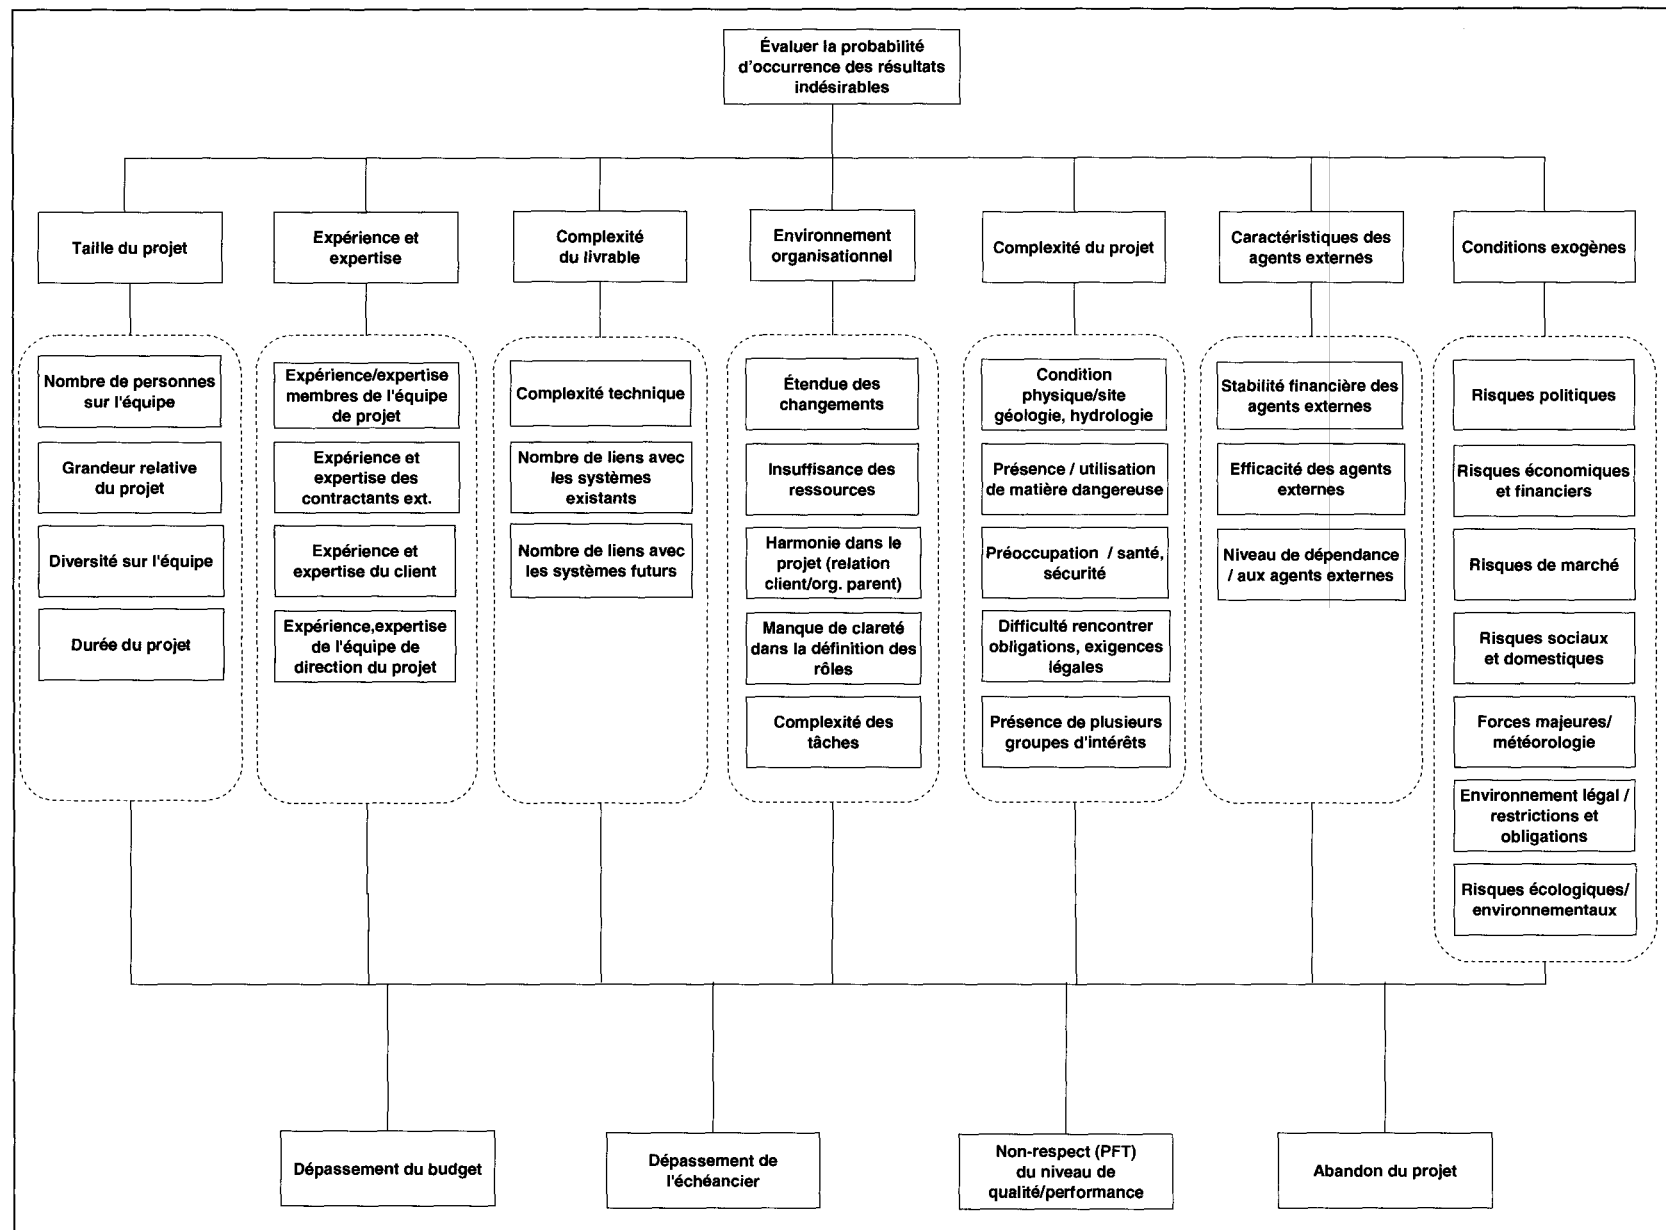 Évaluer la probabilité
d'occurrence des résultats
indésirables
Taille du projet
Expérience et
expertise
Complexité
du livrable
Environnement
organisationnel
Complexité du projet
Caractéristiques des
agents externes
Conditions exogènes
Nombre de personnes
sur l'équipe
Grandeur relative
du projet
Diversité sur l'équipe
Durée du projet
Expérience/expertise
membres de l'équipe
de projet
Expérience et
expertise des
contractants ext.
Expérience et
expertise du client
Expérience,expertise
de l'équipe de
direction du projet
Complexité technique
Nombre de liens avec
les systèmes
existants
Nombre de liens avec
les systèmes futurs
Étendue des
changements
Insuffisance des
ressources
Harmonie dans le
projet (relation
client/org. parent)
Manque de clareté
dans la définition des
rôles
Complexité des
tâches
Condition
physique/site
géologie, hydrologie
Présence / utilisation
de matière dangereuse
Préoccupation / santé,
sécurité
Difficulté rencontrer
obligations, exigences
légales
Présence de plusieurs
groupes d'intérêts
Stabilité financière des
agents externes
Efficacité des agents
externes
Niveau de dépendance
/ aux agents externes
Risques politiques
Risques économiques
et financiers
Risques de marché
Risques sociaux
et domestiques
Forces majeures/
météorologie
Environnement légal /
restrictions et
obligations
Risques écologiques/
environnementaux
Dépassement du budget
Dépassement de
l'échéancier
Non-respect (PFT)
du niveau de
qualité/performance
Abandon du projet